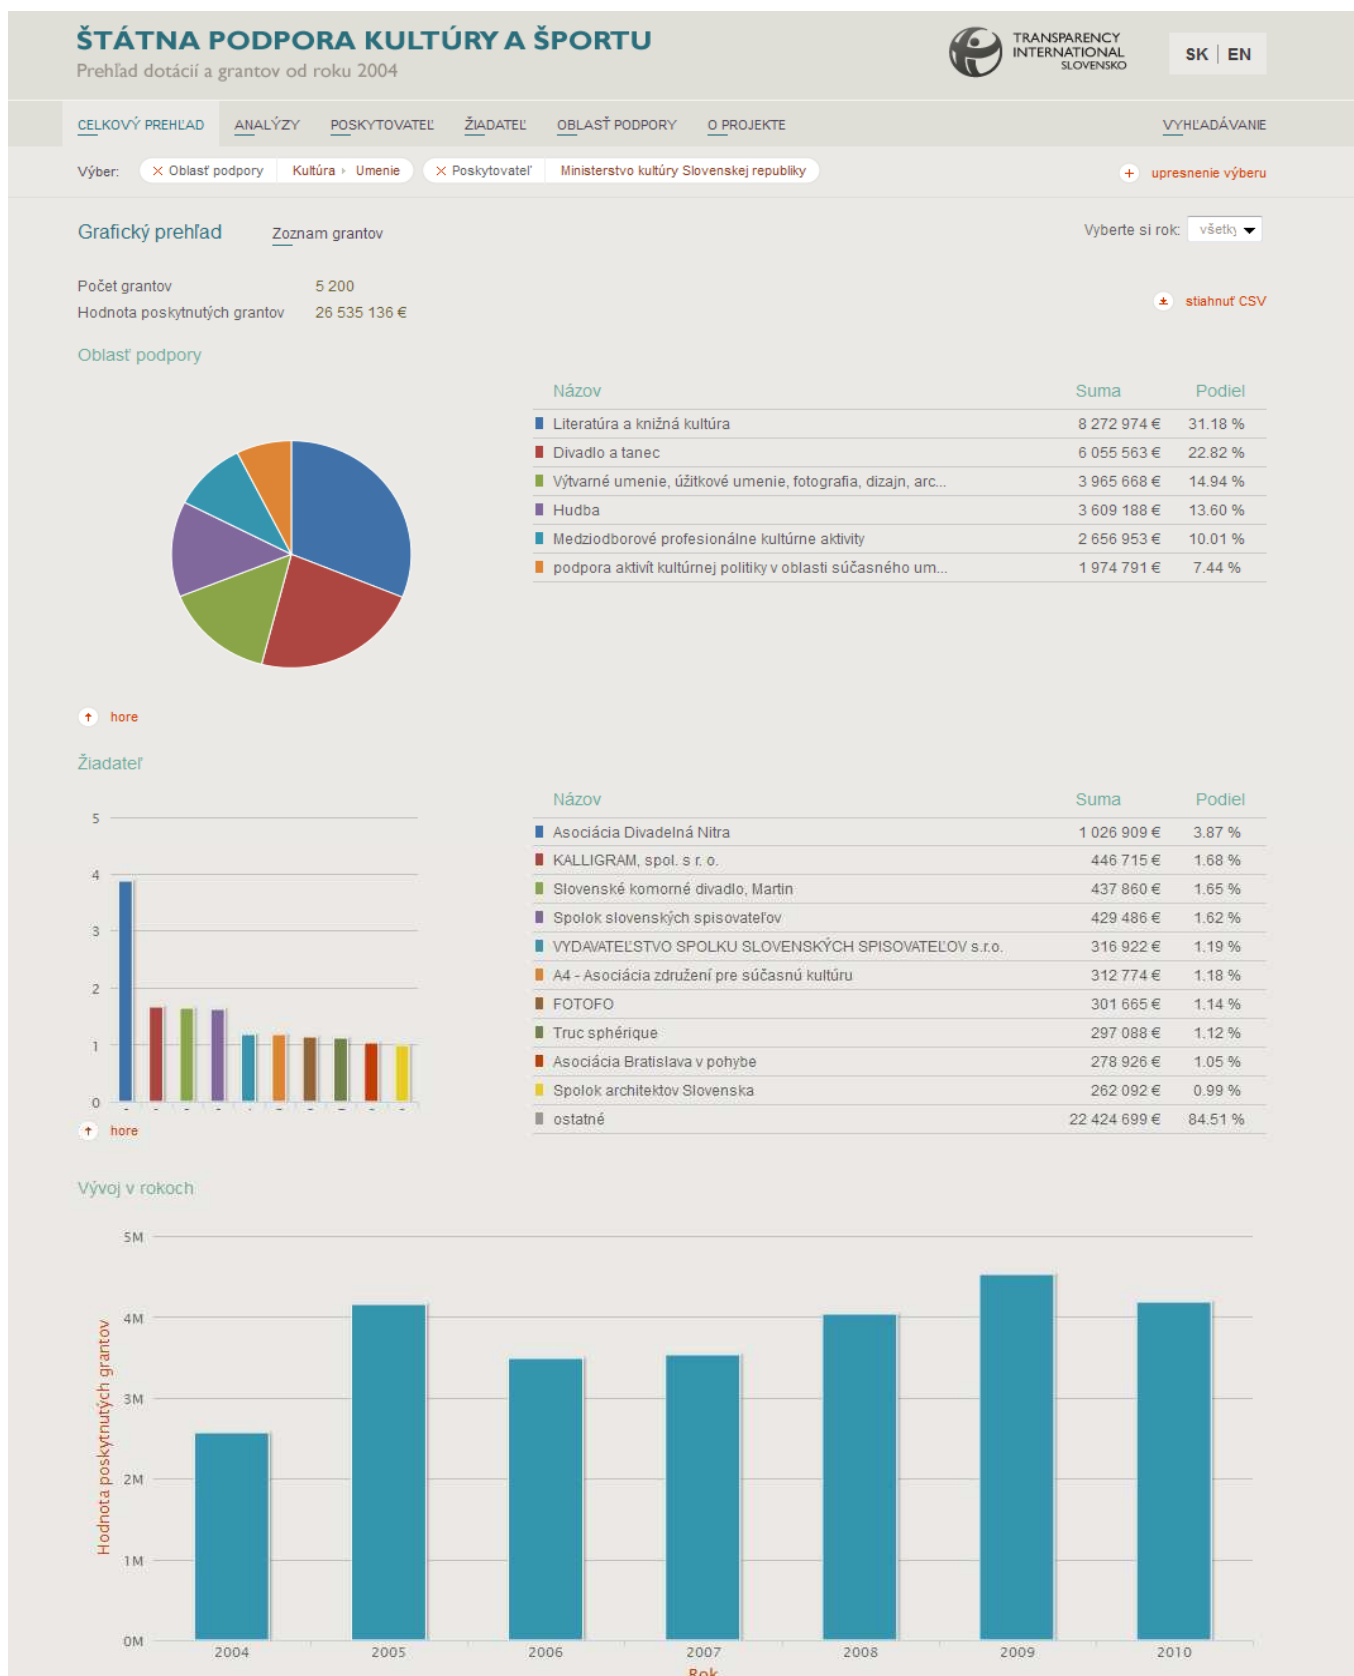 ŠTÁTNA PODPORA KULTÚRY A ŠPORTU
Prehľad dotácií a grantov od roku 2004
TRANSPARENCY
INTERNATIONAL
SLOVENSKO
SK | EN
CELKOVÝ PREHĽAD ANALÝZY POSKYTOVATEĽ ŽIADATEĽ OBLASŤ PODPORY O PROJEKTE VYHĽADÁVANIE
Výber: × Oblasť podpory Kultúra › Umenie × Poskytovateľ Ministerstvo kultúry Slovenskej republiky + upresnenie výberu
Grafický prehľad Zoznam grantov Vyberte si rok: všetky
Počet grantov 5 200
Hodnota poskytnutých grantov 26 535 136 €
stiahnuť CSV
Oblasť podpory
Názov Suma Podiel
Literatúra a knižná kultúra 8 272 974 € 31.18 %
Divadlo a tanec 6 055 563 € 22.82 %
Výtvarné umenie, úžitkové umenie, fotografia, dizajn, arc... 3 965 668 € 14.94 %
Hudba 3 609 188 € 13.60 %
Medziodborové profesionálne kultúrne aktivity 2 656 953 € 10.01 %
podpora aktivít kultúrnej politiky v oblasti súčasného um... 1 974 791 € 7.44 %
hore
Žiadateľ
5
4
3
2
1
0
Názov Suma Podiel
Asociácia Divadelná Nitra 1 026 909 € 3.87 %
KALLIGRAM, spol. s r. o. 446 715 € 1.68 %
Slovenské komorné divadlo, Martin 437 860 € 1.65 %
Spolok slovenských spisovateľov 429 486 € 1.62 %
VYDAVATEĽSTVO SPOLKU SLOVENSKÝCH SPISOVATEĽOV s.r.o. 316 922 € 1.19 %
A4 - Asociácia združení pre súčasnú kultúru 312 774 € 1.18 %
FOTOFO 301 665 € 1.14 %
Truc sphérique 297 088 € 1.12 %
Asociácia Bratislava v pohybe 278 926 € 1.05 %
Spolok architektov Slovenska 262 092 € 0.99 %
ostatné 22 424 699 € 84.51 %
hore
Vývoj v rokoch
Hodnota poskytnutých grantov
5M
4M
3M
2M
1M
0M
2004 2005 2006 2007 2008 2009 2010
Rok